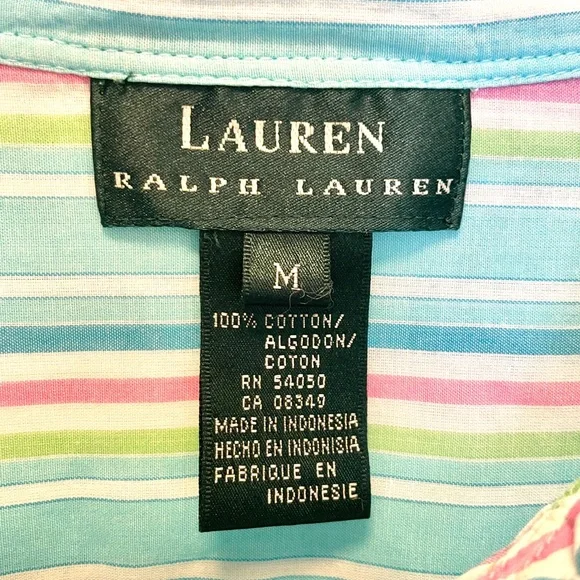 LAUREN
RALPH LAUREN
M
100% COTTON/
ALGODON/
COTON
RN 54050
CA 08349
MADE IN INDONESIA
HECHO EN INDONISIA
FABRIQUE EN
INDONESIE